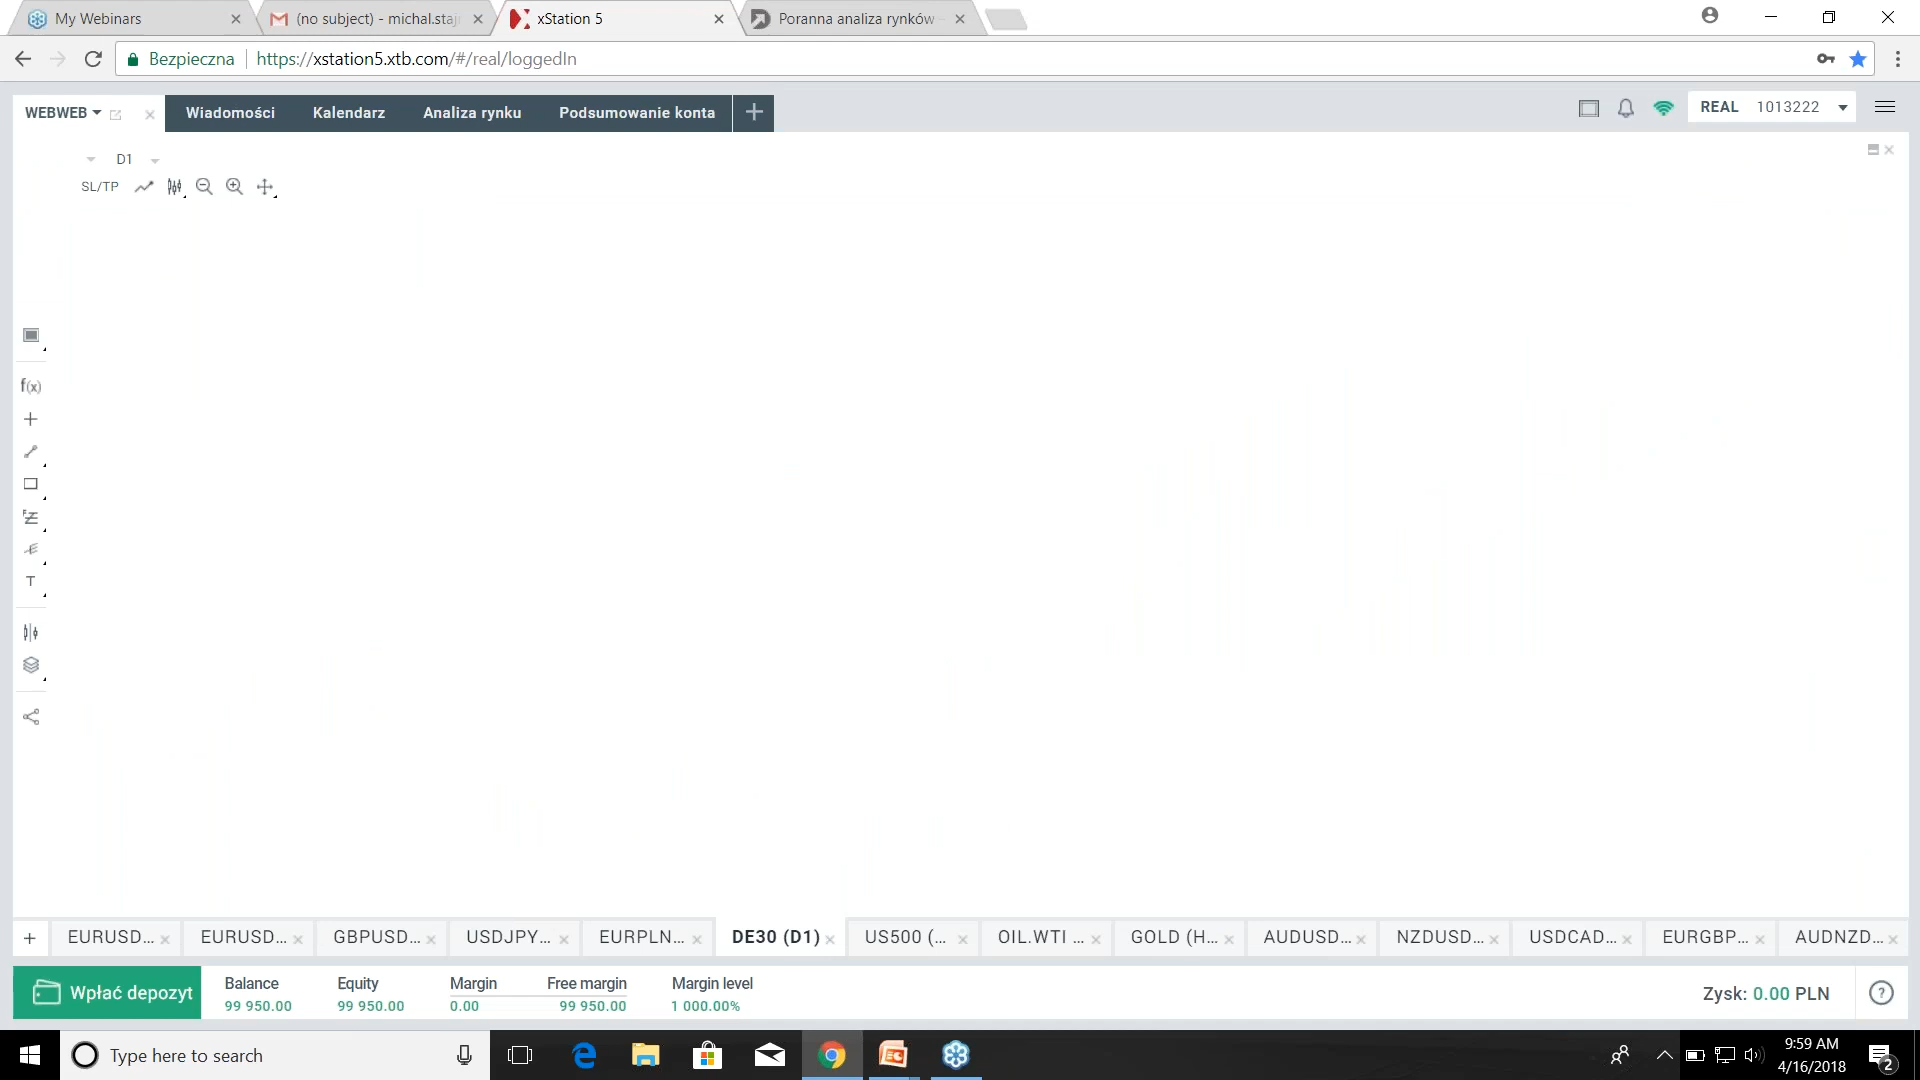 My Webinars
(no subject) - michal.staj
xStation 5
Poranna analiza rynków
Bezpieczna
https://xstation5.xtb.com/#/real/loggedIn
WEBWEB
Wiadomości
Kalendarz
Analiza rynku
Podsumowanie konta
REAL 1013222
D1
SL/TP
f(x)
T
EURUSD...
EURUSD...
GBPUSD...
USDJPY...
EURPLN...
DE30 (D1)
US500 (...
OIL.WTI ...
GOLD (H...
AUDUSD...
NZDUSD...
USDCAD...
EURGBP...
AUDNZD...
Wpłać depozyt
Balance
99 950.00
Equity
99 950.00
Margin
0.00
Free margin
99 950.00
Margin level
1 000.00%
Zysk: 0.00 PLN
?
Type here to search
9:59 AM
4/16/2018
2